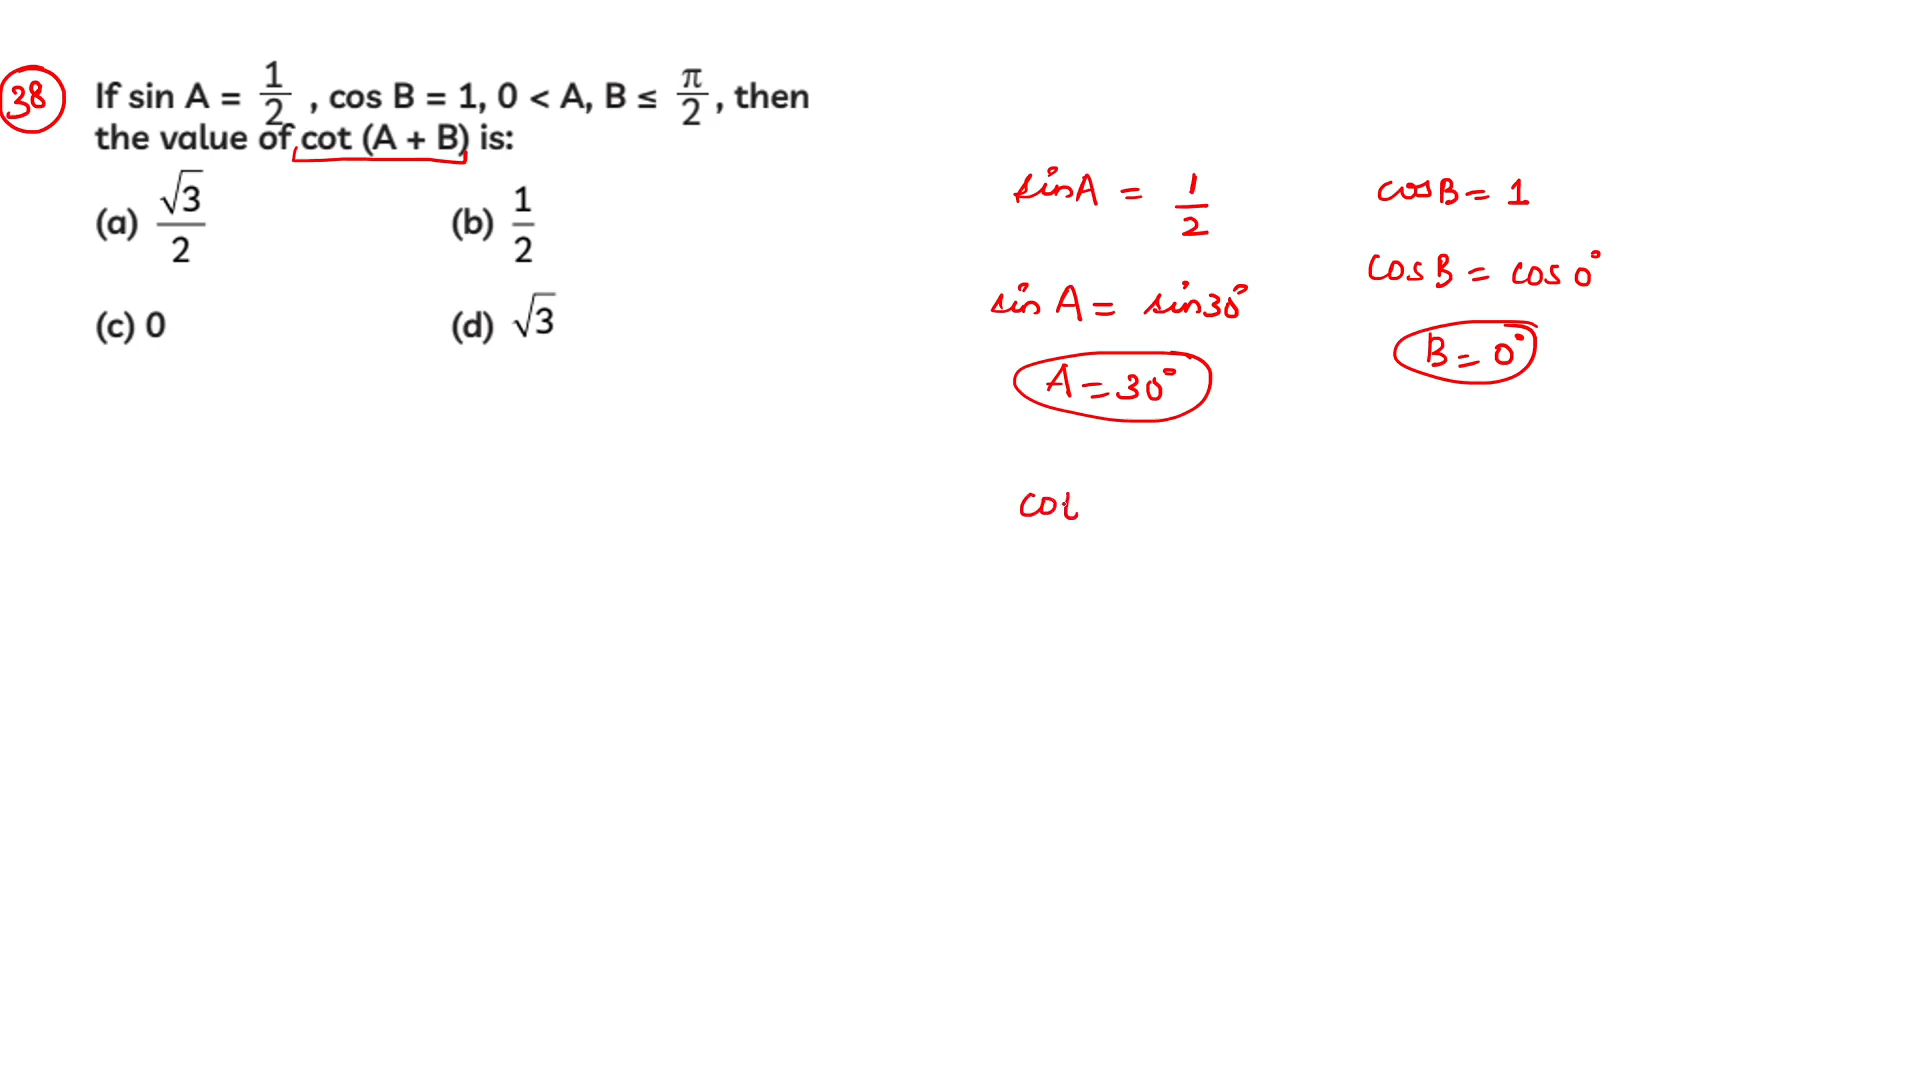 38 If sin A = 1/2 , cos B = 1, 0 < A, B ≤ π/2, then
the value of cot (A + B) is:
(a) √3/2 (b) 1/2
(c) 0 (d) √3
sinA = 1/2
sin A = sin30°
A = 30°
cosB = 1
cos B = cos 0°
B = 0°
cot